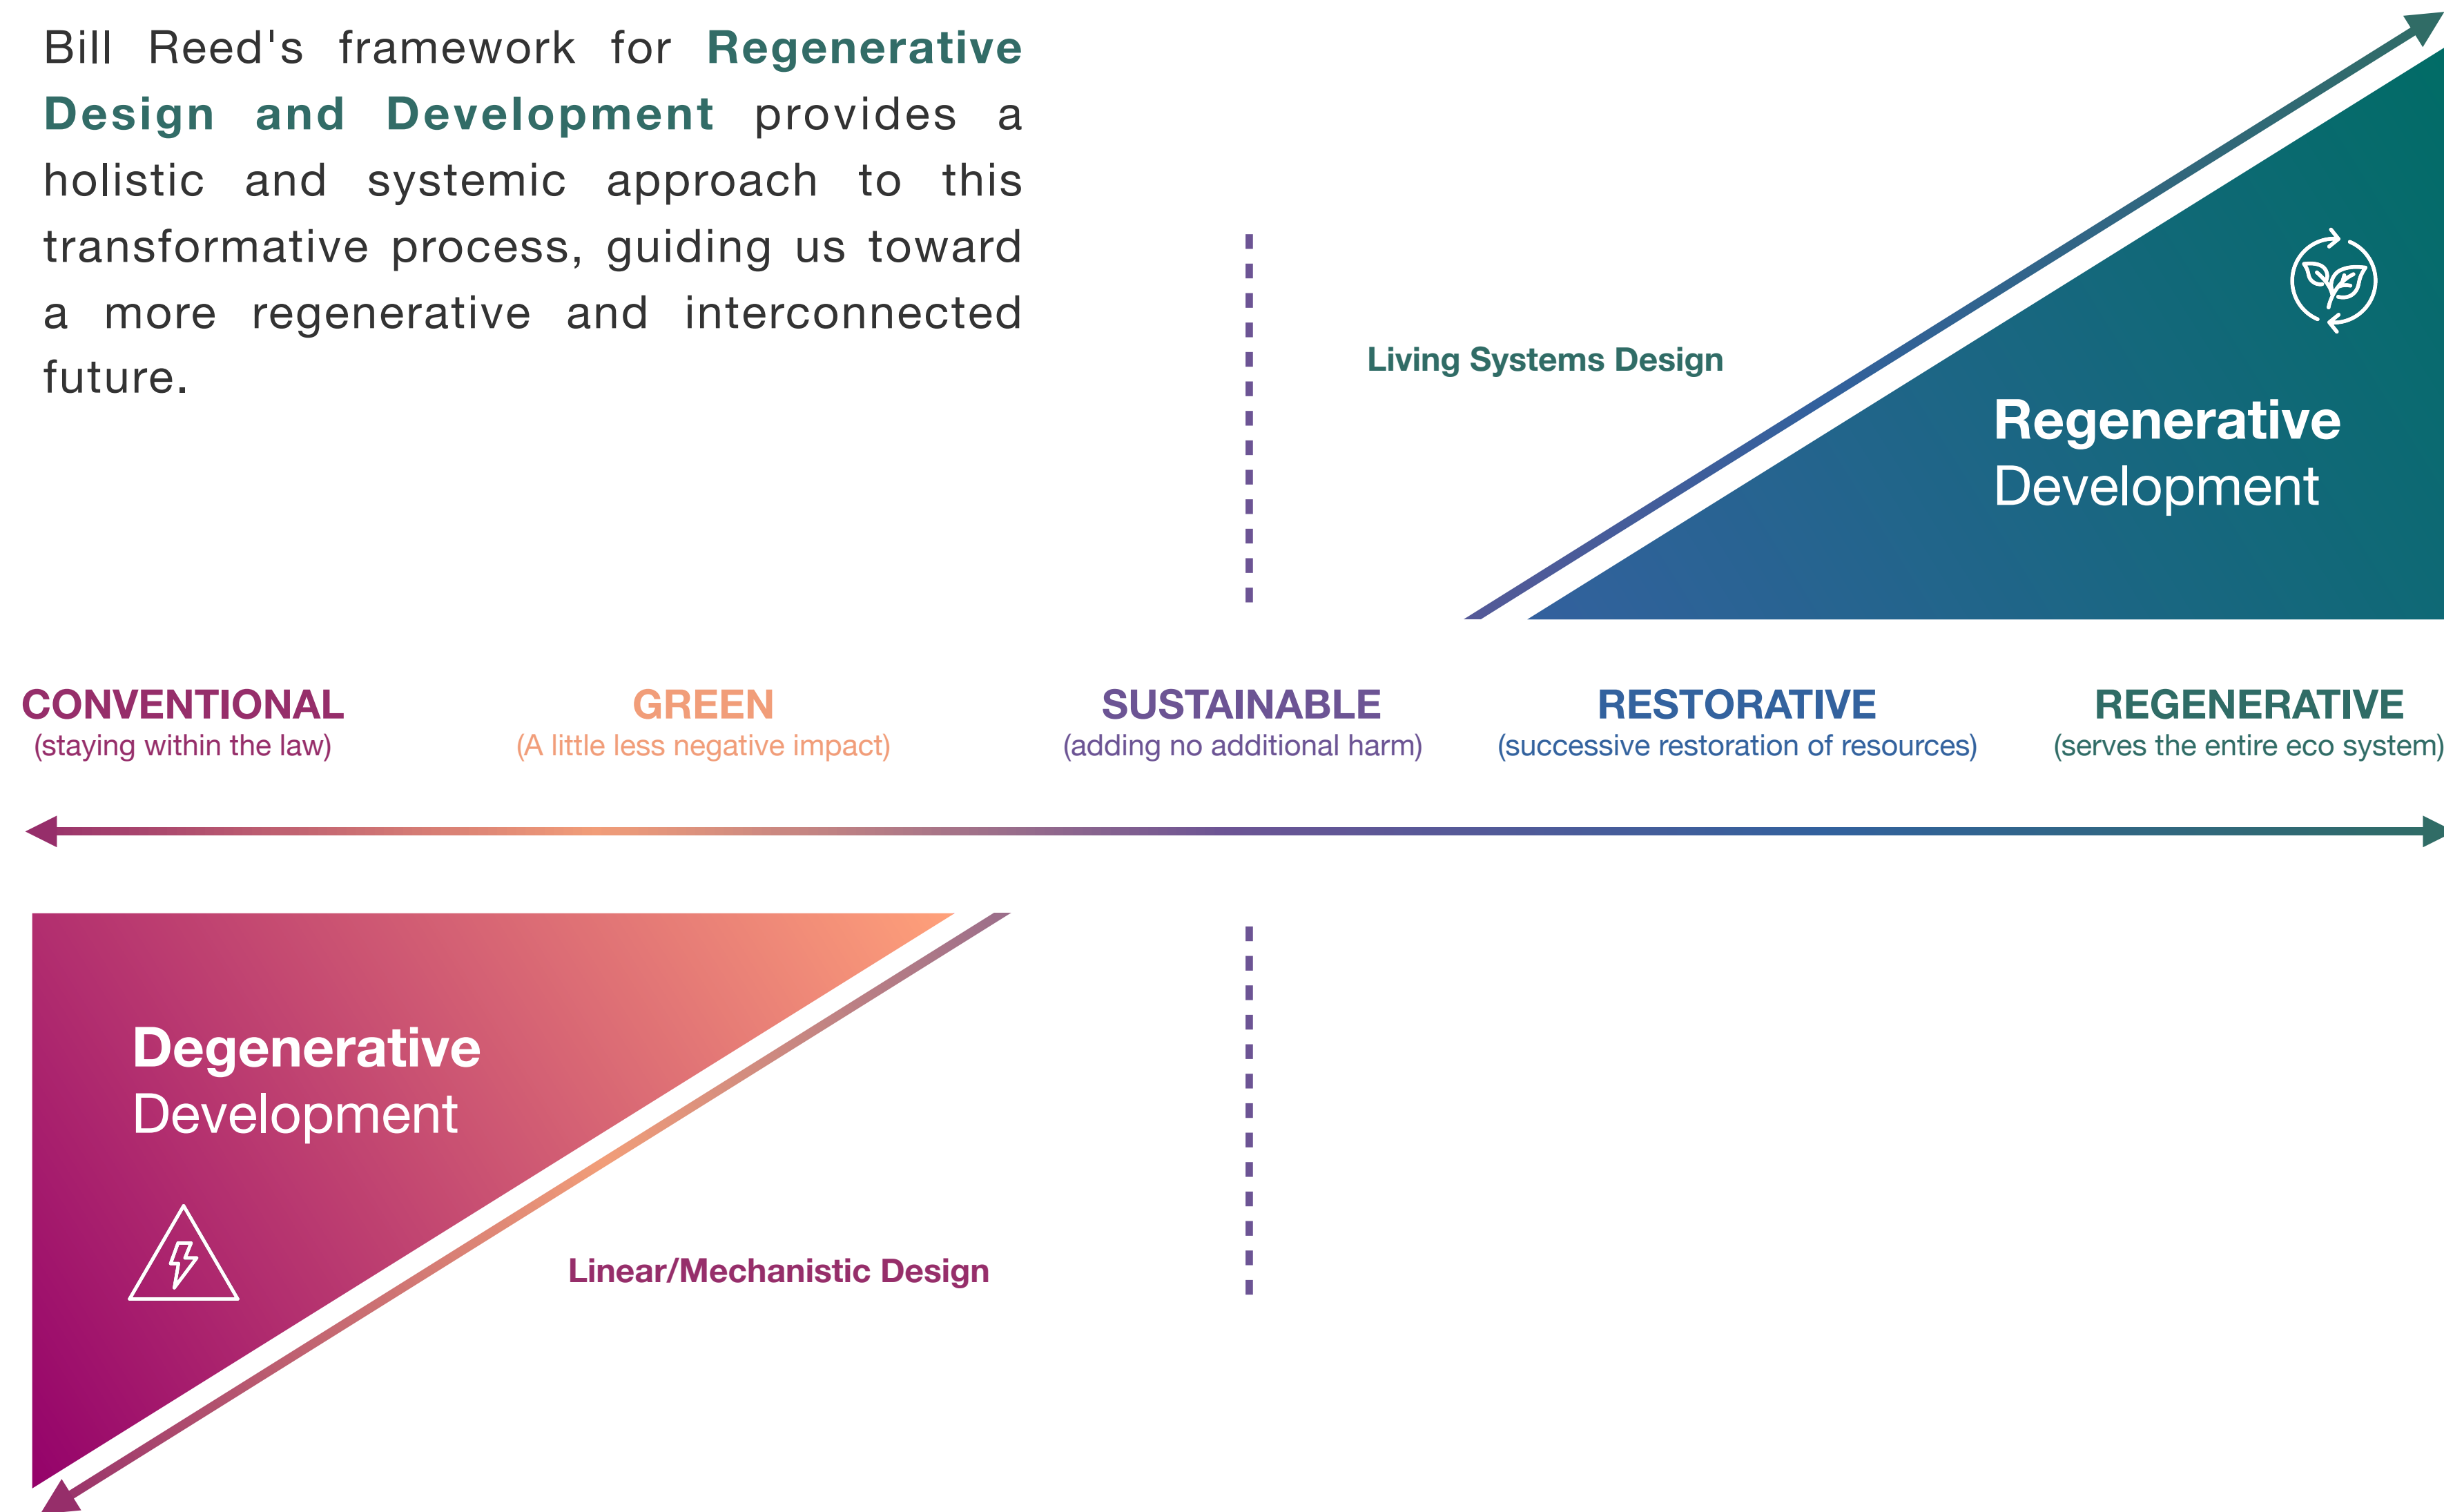 Bill Reed's framework for Regenerative
Design and Development provides a
holistic and systemic approach to this
transformative process, guiding us toward
a more regenerative and interconnected
future.
Living Systems Design
Regenerative
Development
CONVENTIONAL
(staying within the law)
GREEN
(A little less negative impact)
SUSTAINABLE
(adding no additional harm)
RESTORATIVE
(successive restoration of resources)
REGENERATIVE
(serves the entire eco system)
Degenerative
Development
Linear/Mechanistic Design